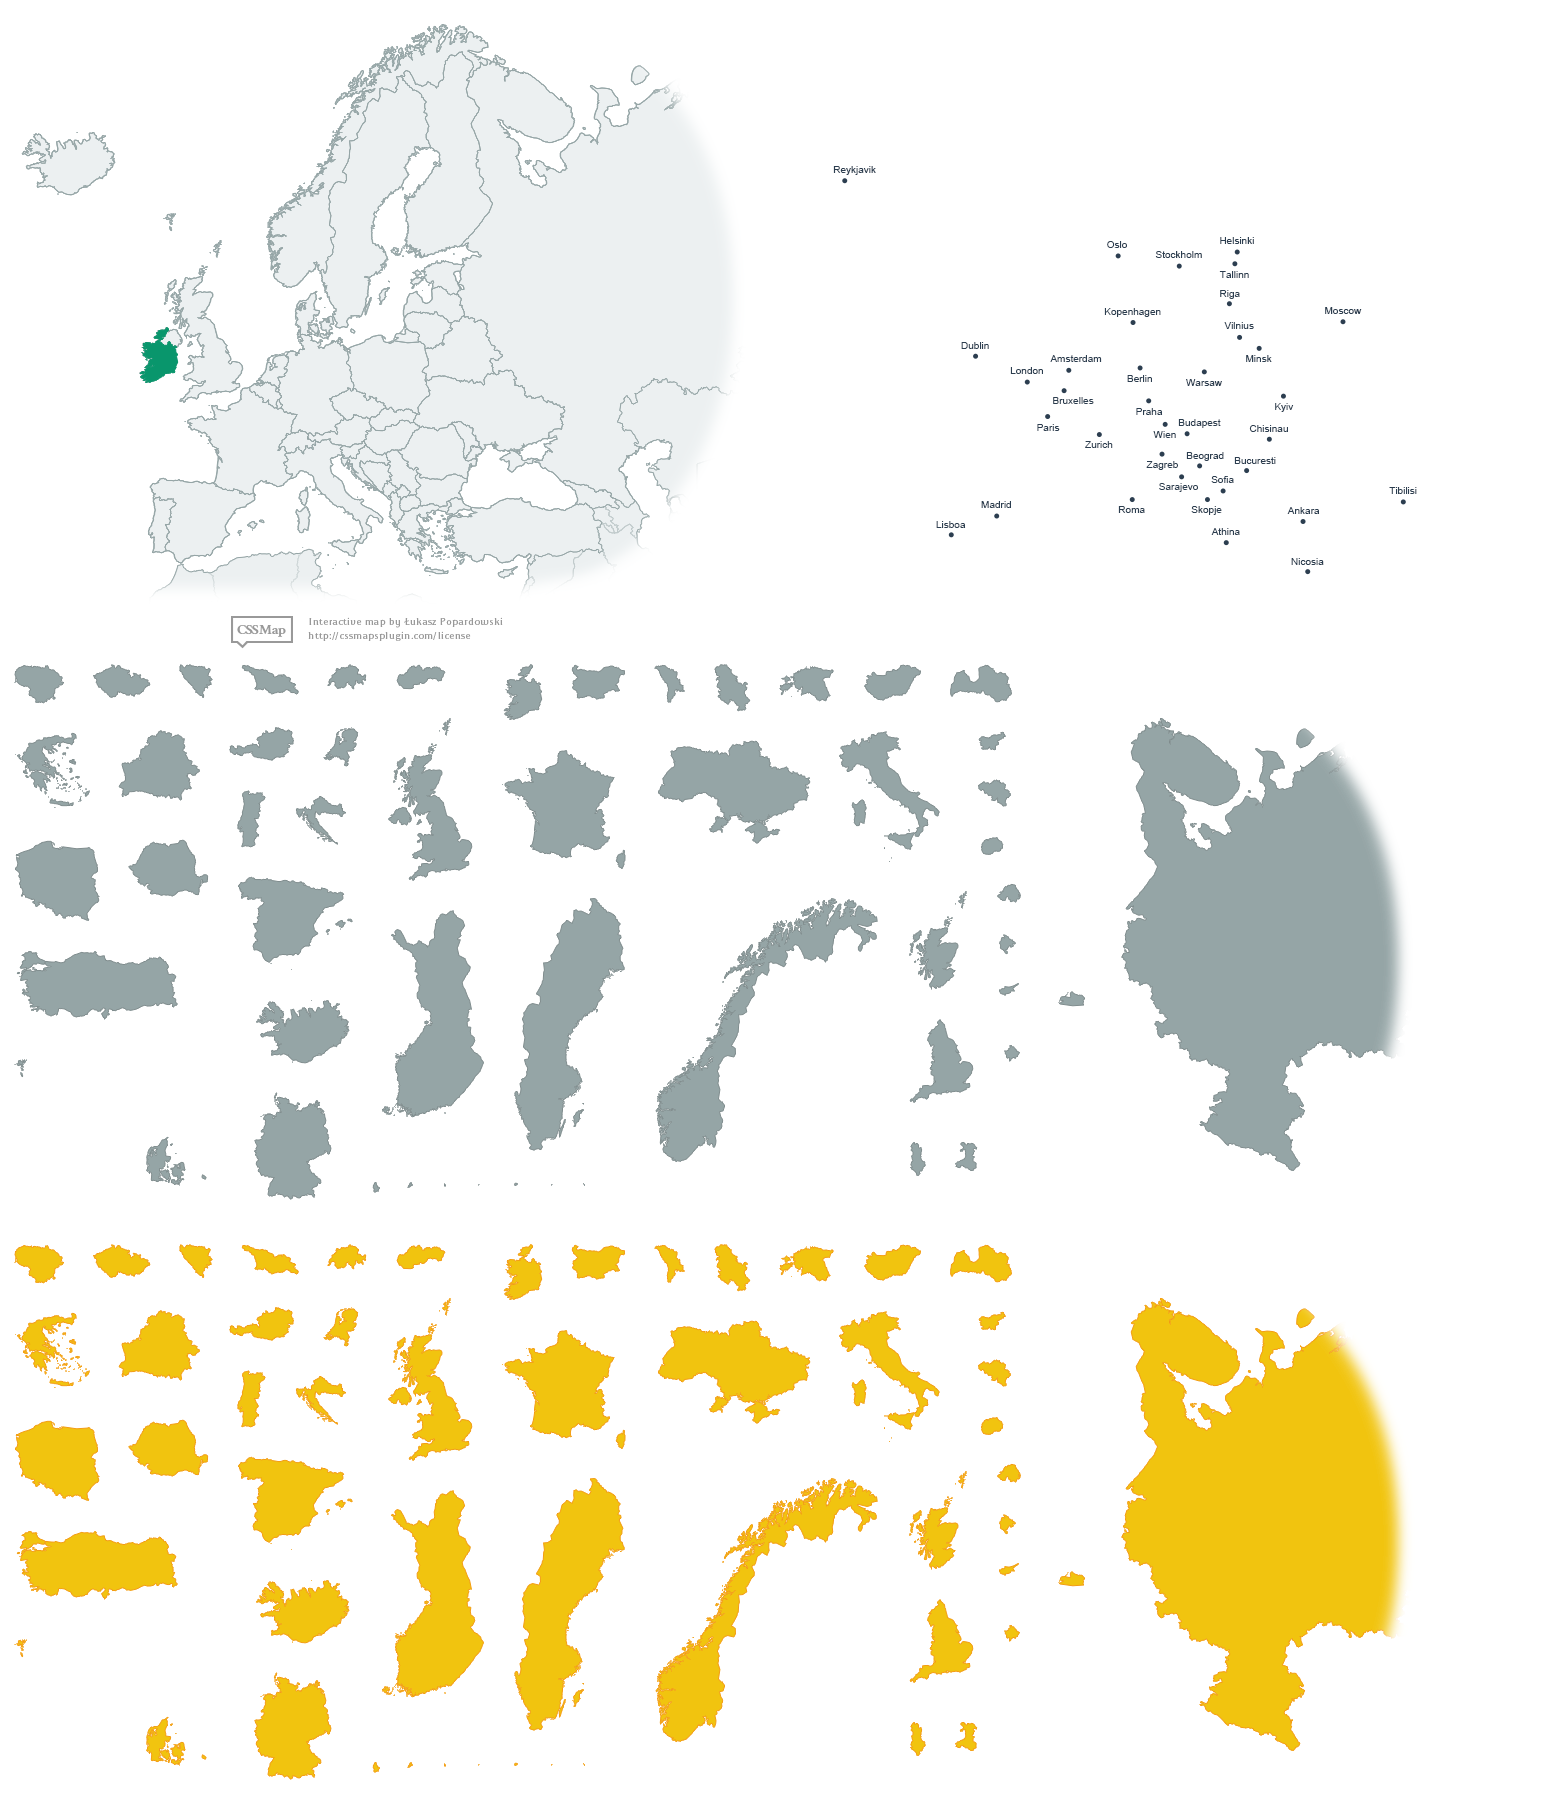 Reykjavik
Oslo
Helsinki
Stockholm
Tallinn
Riga
Kopenhagen
Moscow
Vilnius
Dublin
Minsk
Amsterdam
London
Berlin
Warsaw
Bruxelles
Kyiv
Praha
Paris
Budapest
Wien
Chisinau
Zurich
Beograd
Zagreb
Bucuresti
Sofia
Sarajevo
Tibilisi
Madrid
Roma
Skopje
Ankara
Lisboa
Athina
Nicosia
CSSMap
Interactive map by Łukasz Popardowski
http://cssmapsplugin.com/license